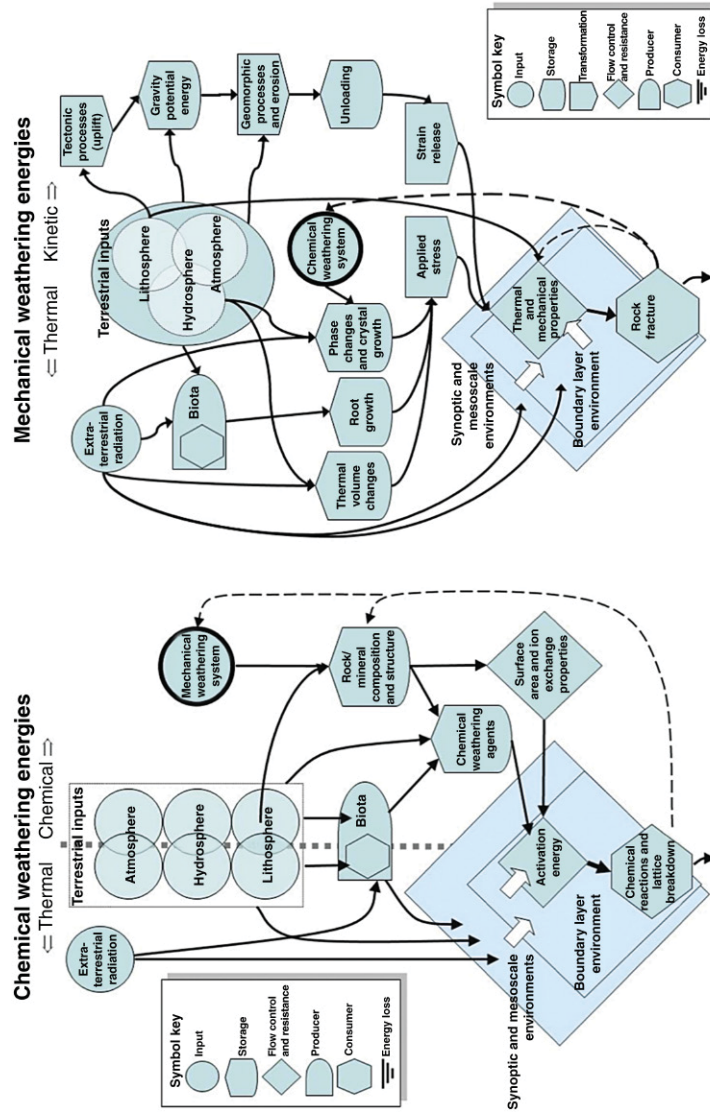 Chemical weathering energies
<= Thermal   Chemical =>
Extra-
terrestrial
radiation
Terrestrial inputs
Atmosphere
Hydrosphere
Lithosphere
Mechanical
weathering
system
Biota
Rock/
mineral
composition
and structure
Chemical
weathering
agents
Surface
area and ion
exchange
properties
Activation
energy
Synoptic and mesoscale
environments
Boundary layer
environment
Chemical
reactions and
lattice
breakdown
Symbol key
Input
Storage
Flow control
and resistance
Producer
Consumer
Energy loss
Mechanical weathering energies
<= Thermal   Kinetic =>
Extra-
terrestrial
radiation
Terrestrial inputs
Lithosphere
Hydrosphere
Atmosphere
Tectonic
processes
(uplift)
Gravity
potential
energy
Geomorphic
processes
and erosion
Unloading
Strain
release
Biota
Chemical
weathering
system
Thermal
volume
changes
Root
growth
Phase
changes
and crystal
growth
Applied
stress
Synoptic and
mesoscale
environments
Thermal
and
mechanical
properties
Boundary layer
environment
Rock
fracture
Symbol key
Input
Storage
Transformation
Flow control
and resistance
Producer
Consumer
Energy loss